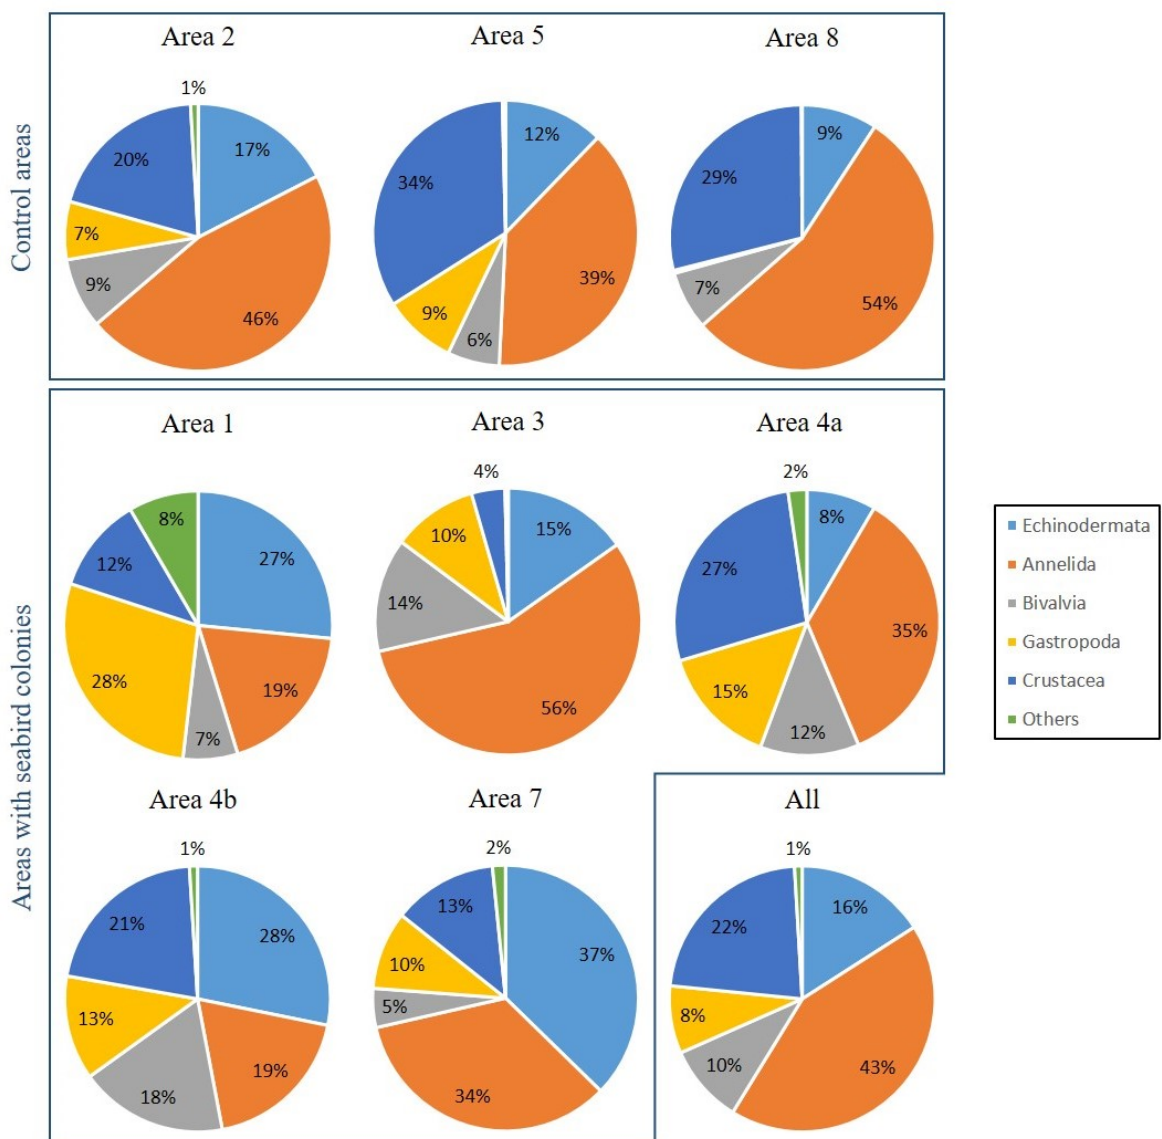 Control areas
Area 2
1%
17%
46%
9%
7%
20%
Area 5
12%
39%
6%
9%
34%
Area 8
9%
54%
7%
29%
Areas with seabird colonies
Area 1
27%
19%
7%
28%
12%
8%
Area 3
4%
15%
56%
14%
10%
Area 4a
2%
8%
35%
12%
15%
27%
Area 4b
1%
28%
19%
18%
13%
21%
Area 7
2%
37%
34%
5%
10%
13%
All
1%
16%
43%
10%
8%
22%
Echinodermata
Annelida
Bivalvia
Gastropoda
Crustacea
Others